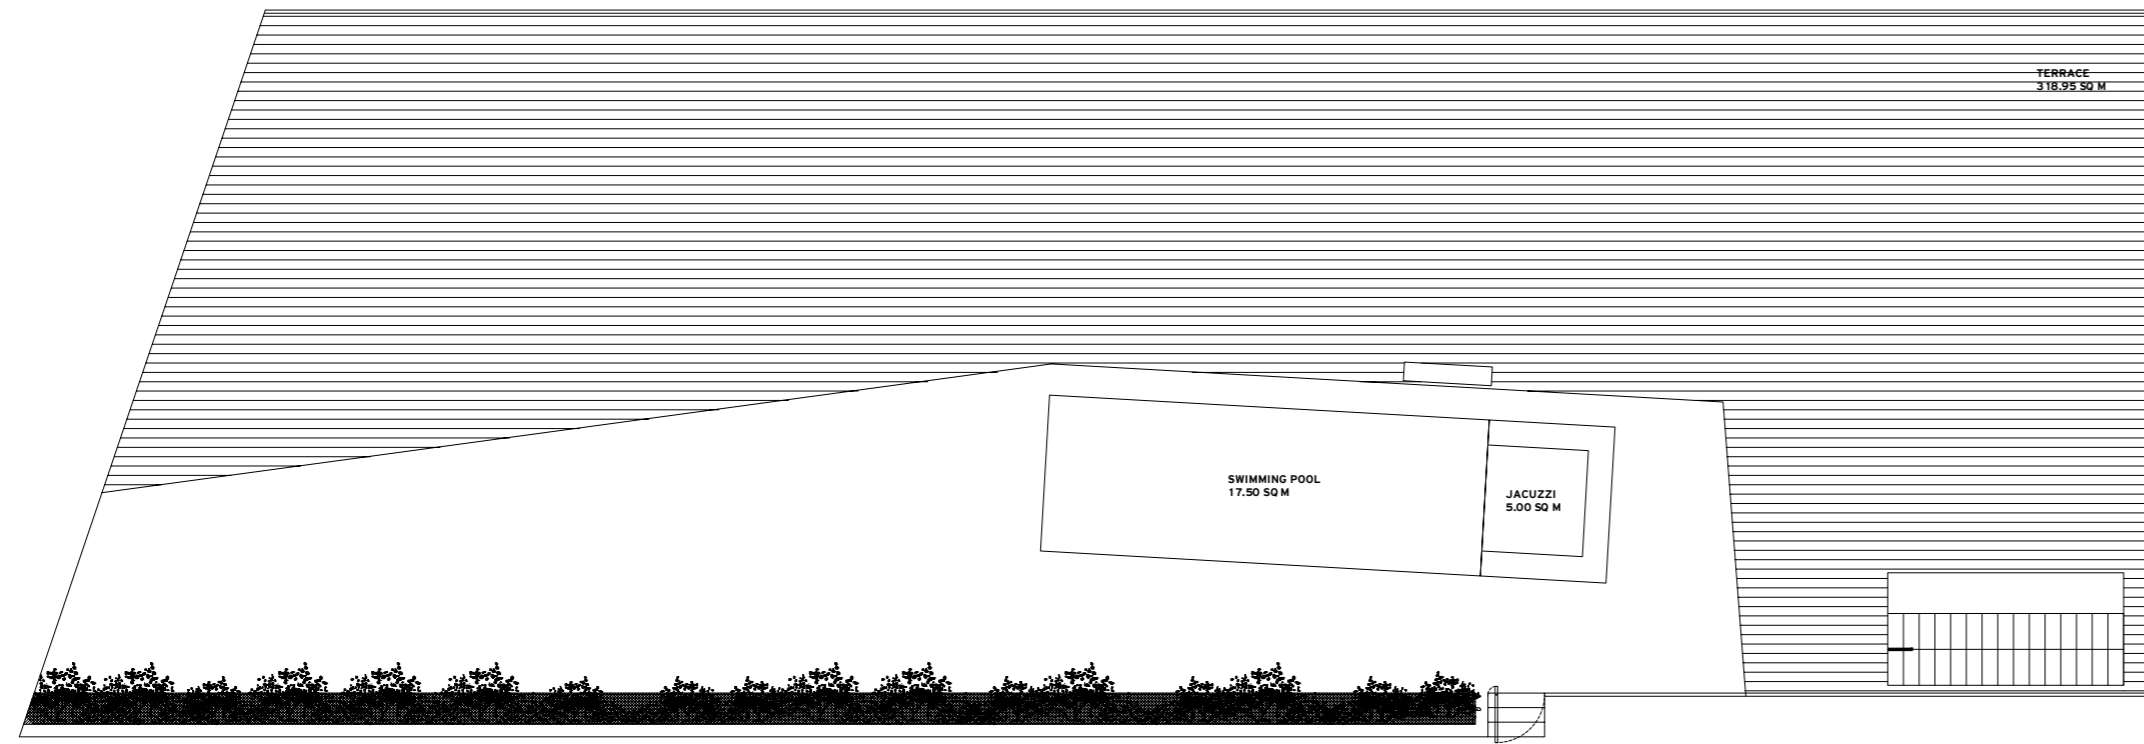 TERRACE
318.95 SQ M
SWIMMING POOL
17.50 SQ M
JACUZZI
5.00 SQ M